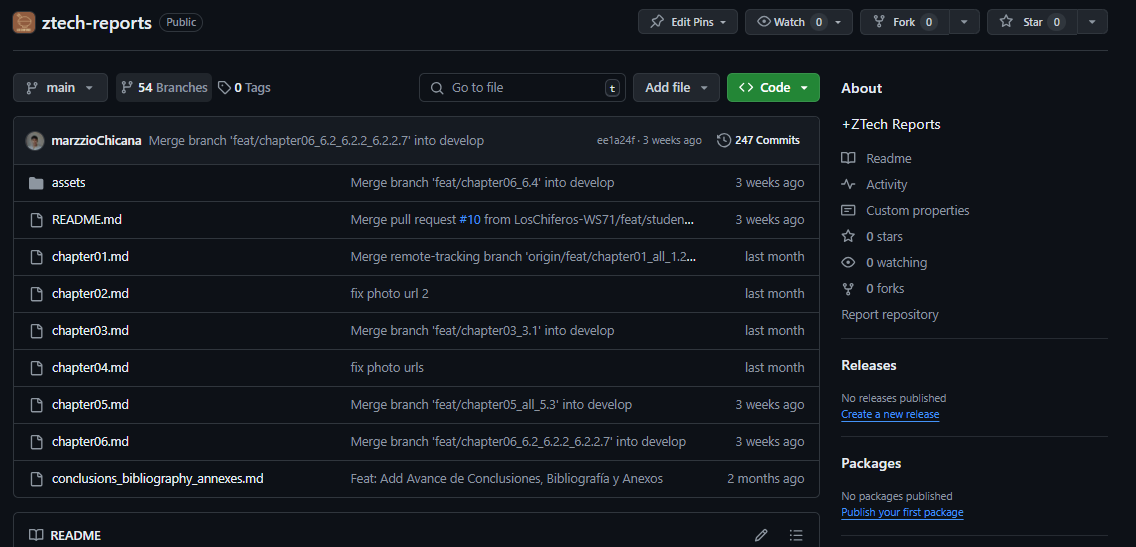 ztech-reports Public Edit Pins Watch 0 Fork 0 Star 0
main 54 Branches 0 Tags Go to file t Add file Code
marzzioChicana Merge branch 'feat/chapter06_6.2_6.2.2_6.2.2.7' into develop ee1a24f · 3 weeks ago 247 Commits
assets Merge branch 'feat/chapter06_6.4' into develop 3 weeks ago
README.md Merge pull request #10 from LosChiferos-WS71/feat/studen... 3 weeks ago
chapter01.md Merge remote-tracking branch 'origin/feat/chapter01_all_1.2... last month
chapter02.md fix photo url 2 last month
chapter03.md Merge branch 'feat/chapter03_3.1' into develop last month
chapter04.md fix photo urls last month
chapter05.md Merge branch 'feat/chapter05_all_5.3' into develop 3 weeks ago
chapter06.md Merge branch 'feat/chapter06_6.2_6.2.2_6.2.2.7' into develop 3 weeks ago
conclusions_bibliography_annexes.md Feat: Add Avance de Conclusiones, Bibliografía y Anexos 2 months ago
README
About
+ZTech Reports
Readme
Activity
Custom properties
0 stars
0 watching
0 forks
Report repository
Releases
No releases published
Create a new release
Packages
No packages published
Publish your first package